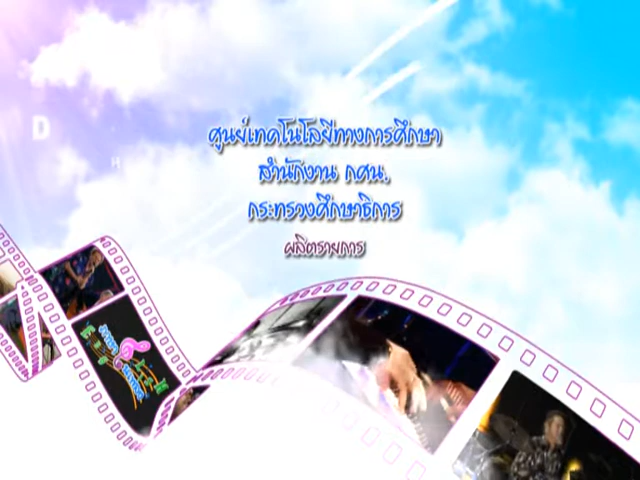 ศูนย์เทคโนโลยีทางการศึกษา
สำนักงาน กศน.
กระทรวงศึกษาธิการ
ผลิตรายการ
D
H